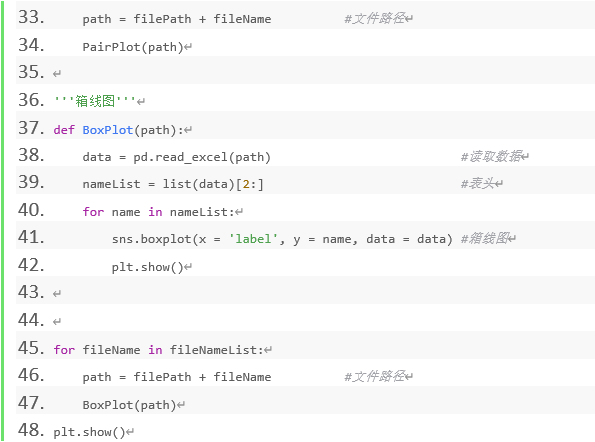 33.     path = filePath + fileName          #文件路径↵
34.     PairPlot(path)↵
35. ↵
36. '''箱线图'''↵
37. def BoxPlot(path):↵
38.     data = pd.read_excel(path)                          #读取数据↵
39.     nameList = list(data)[2:]                           #表头↵
40.     for name in nameList:↵
41.         sns.boxplot(x = 'label', y = name, data = data) #箱线图↵
42.         plt.show()↵
43. ↵
44. ↵
45. for fileName in fileNameList:↵
46.     path = filePath + fileName          #文件路径↵
47.     BoxPlot(path)↵
48. plt.show()↵